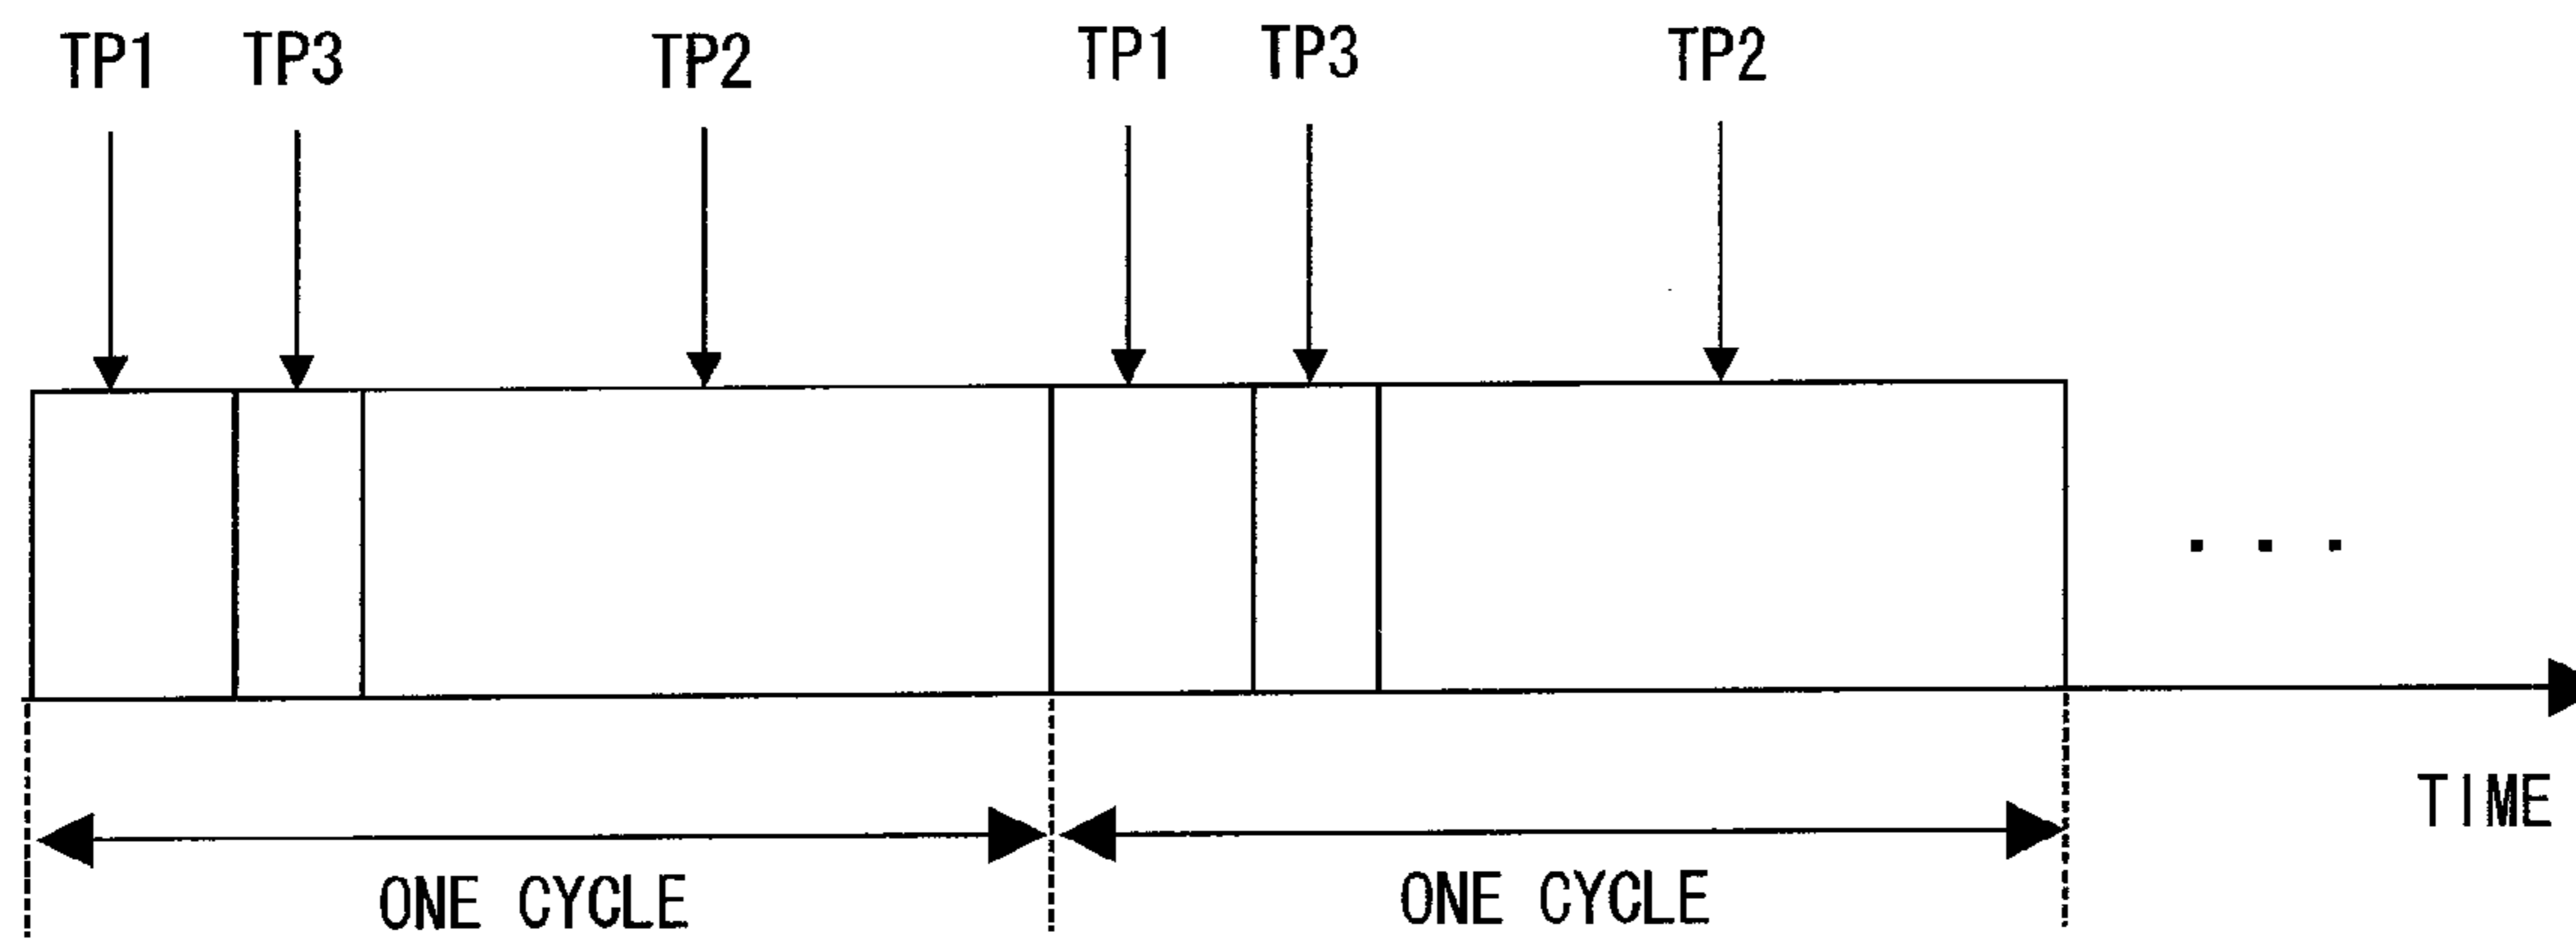 TP1 TP3 TP2 TP1 TP3 TP2
. . .
TIME
ONE CYCLE ONE CYCLE